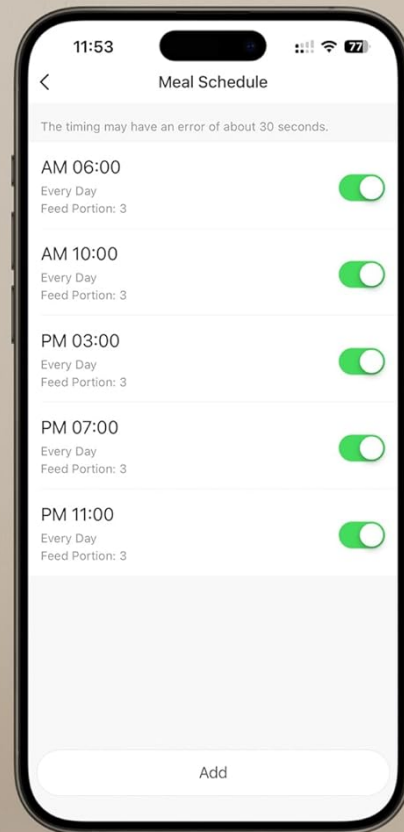 11:53
77
Meal Schedule
The timing may have an error of about 30 seconds.
AM 06:00
Every Day
Feed Portion: 3
AM 10:00
Every Day
Feed Portion: 3
PM 03:00
Every Day
Feed Portion: 3
PM 07:00
Every Day
Feed Portion: 3
PM 11:00
Every Day
Feed Portion: 3
Add